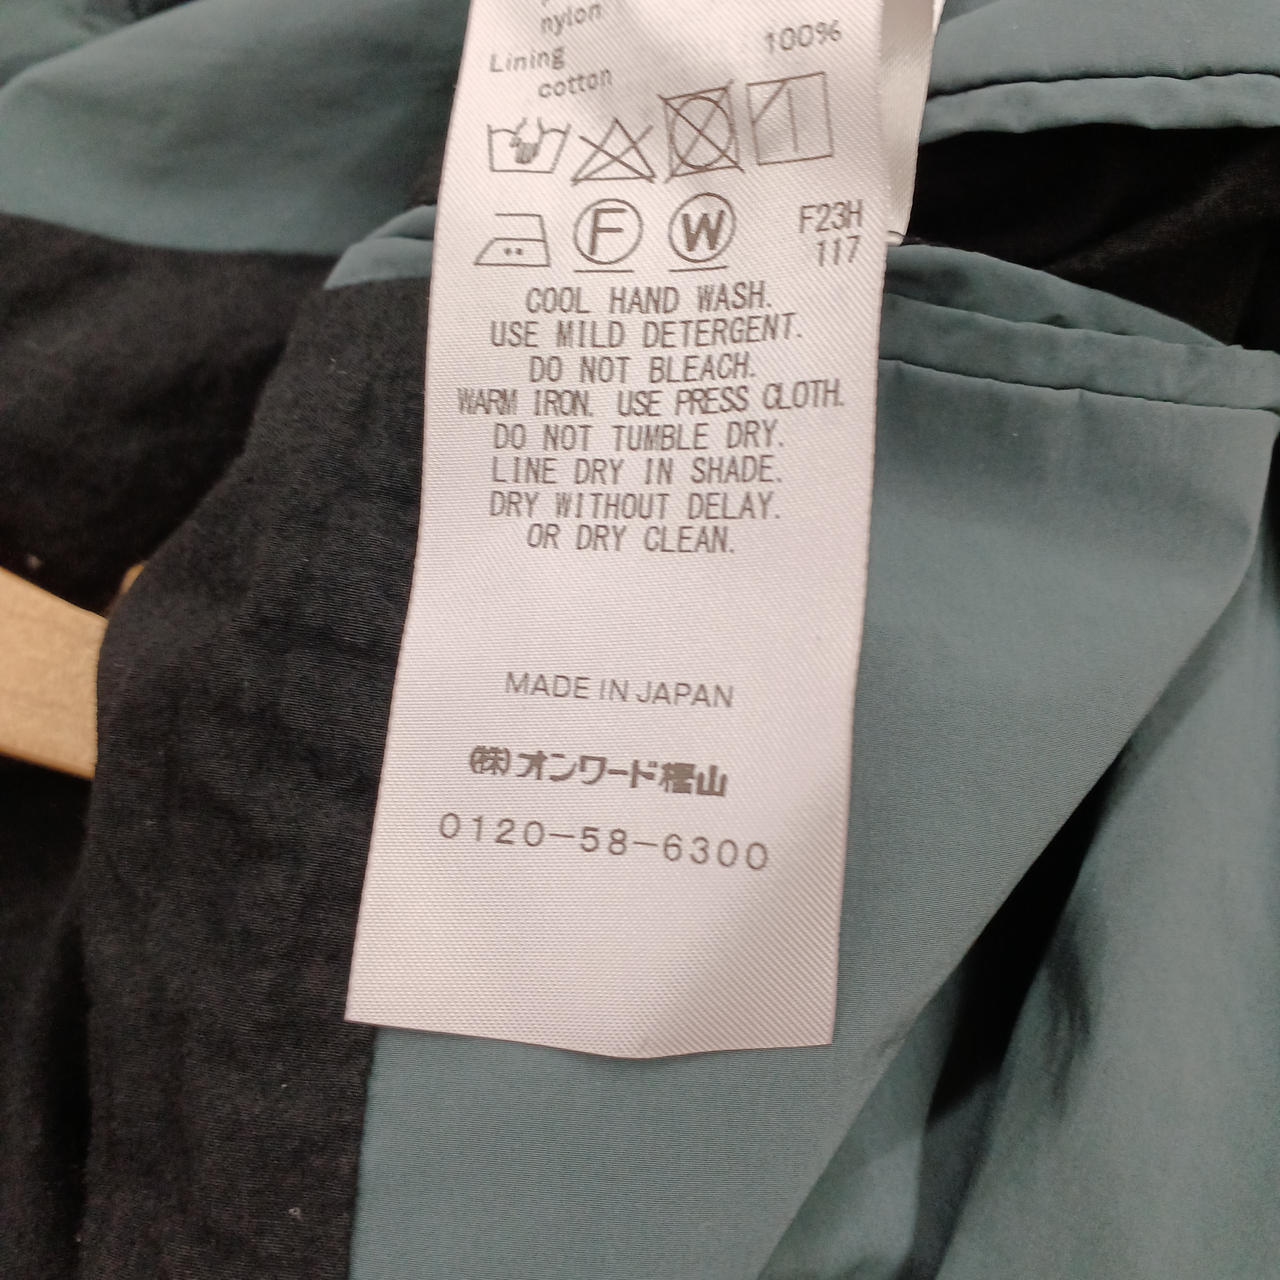 nylon
Lining 100%
cotton
F W F23H
117
COOL HAND WASH.
USE MILD DETERGENT.
DO NOT BLEACH.
WARM IRON. USE PRESS CLOTH.
DO NOT TUMBLE DRY.
LINE DRY IN SHADE.
DRY WITHOUT DELAY.
OR DRY CLEAN.
MADE IN JAPAN
㈱オンワード樫山
0120-58-6300